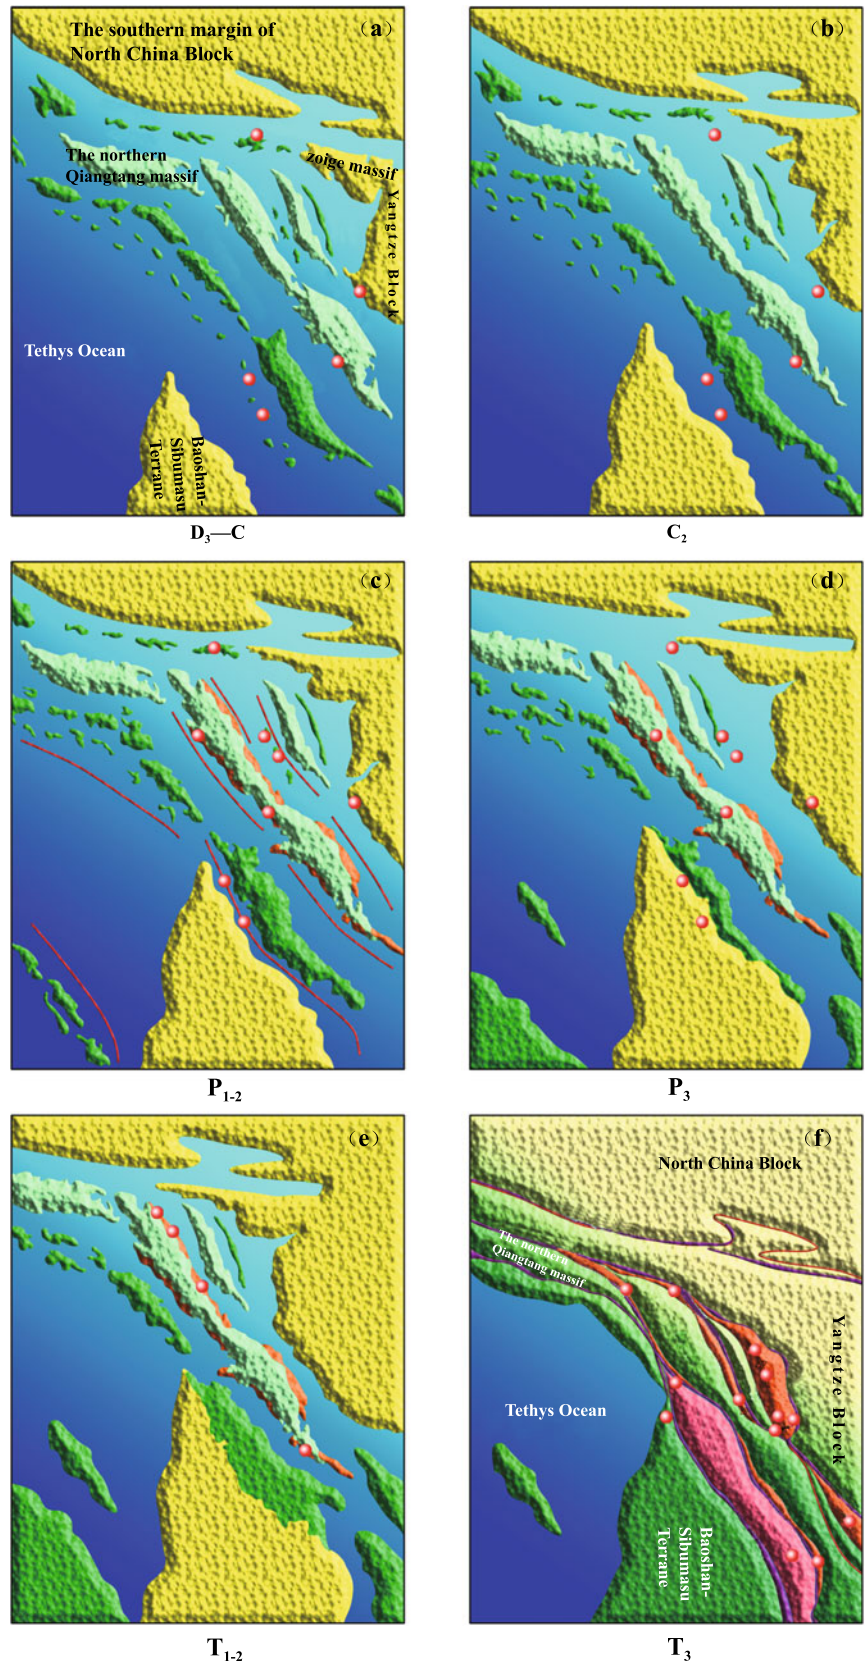 The southern margin of
North China Block
（a）
The northern
Qiangtang massif
zoige massif
Yangtze Block
Tethys Ocean
Baoshan-
Sibumasu
Terrane
D₃—C
（b）
C₂
（c）
P₁₋₂
（d）
P₃
（e）
T₁₋₂
（f）
North China Block
The northern
Qiangtang massif
Yangtze Block
Tethys Ocean
Baoshan-
Sibumasu
Terrane
T₃